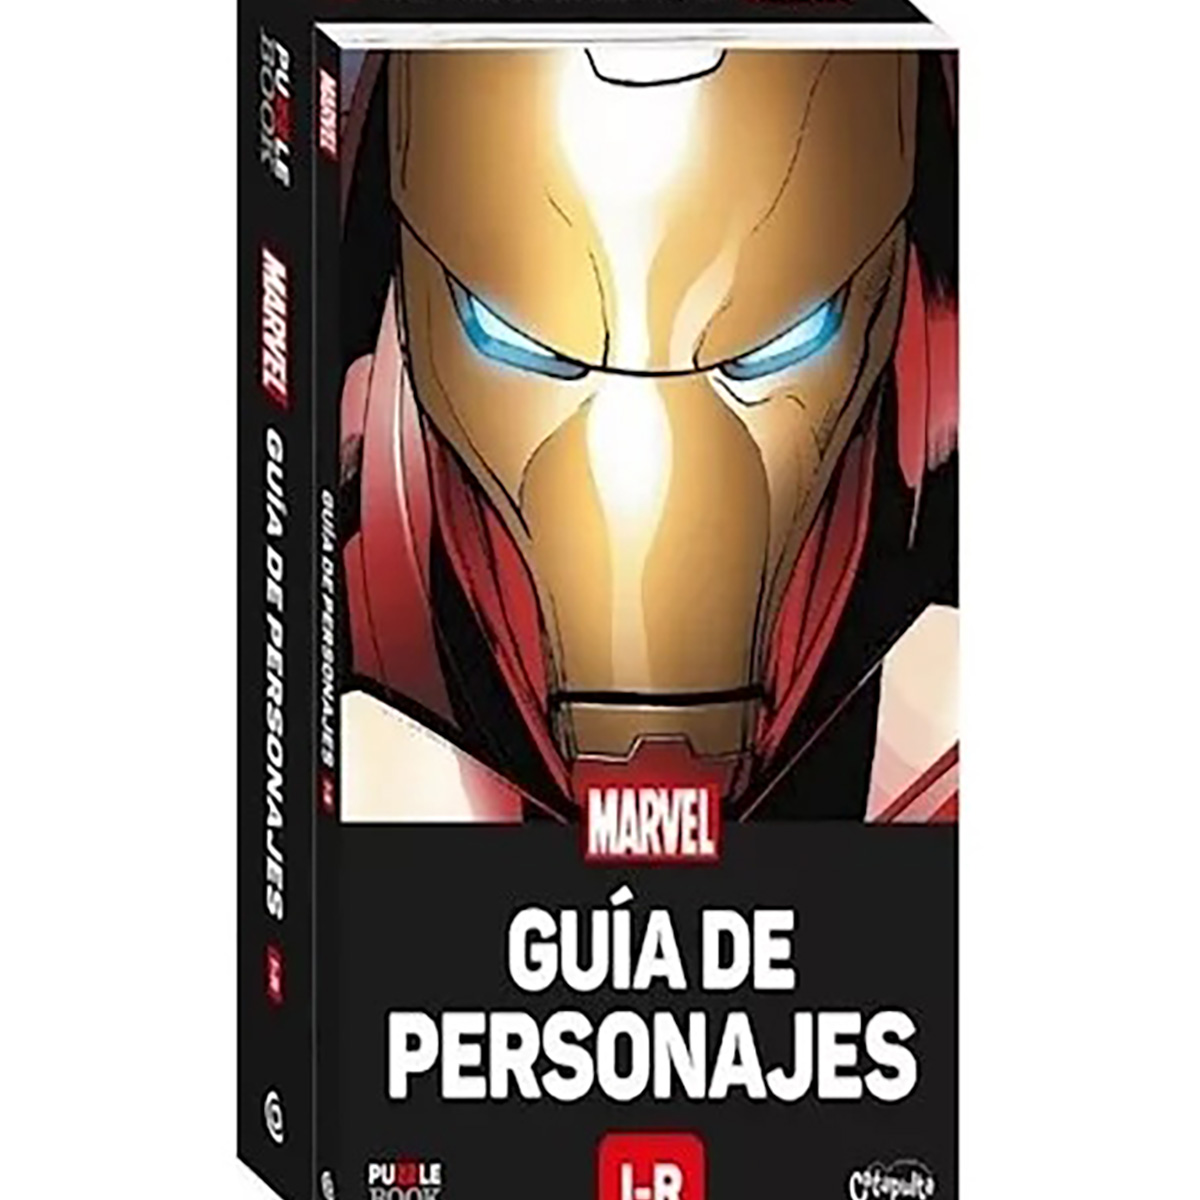 PUZZLE
BOOK
MARVEL
GUÍA DE PERSONAJES
I-R
MARVEL
GUÍA DE PERSONAJES
I-R
MARVEL
GUÍA DE
PERSONAJES
I-R
PUZZLE
BOOK
Catapulta